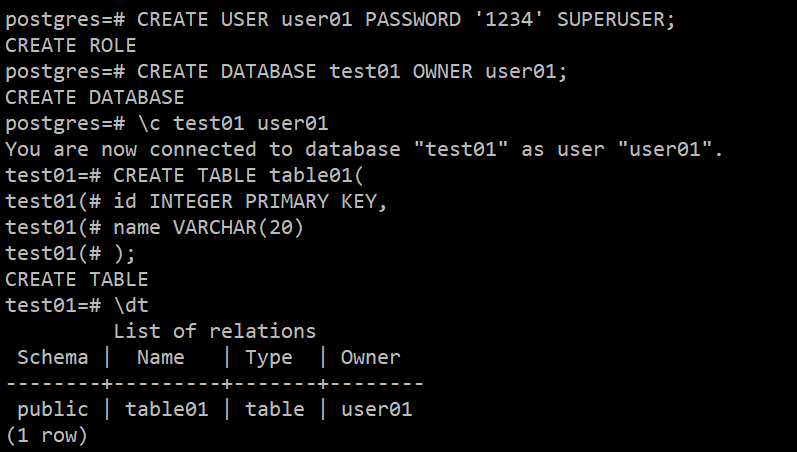 postgres=# CREATE USER user01 PASSWORD '1234' SUPERUSER;
CREATE ROLE
postgres=# CREATE DATABASE test01 OWNER user01;
CREATE DATABASE
postgres=# \c test01 user01
You are now connected to database "test01" as user "user01".
test01=# CREATE TABLE table01(
test01(# id INTEGER PRIMARY KEY,
test01(# name VARCHAR(20)
test01(# );
CREATE TABLE
test01=# \dt
         List of relations
 Schema |  Name   | Type  | Owner
--------+---------+-------+--------
 public | table01 | table | user01
(1 row)